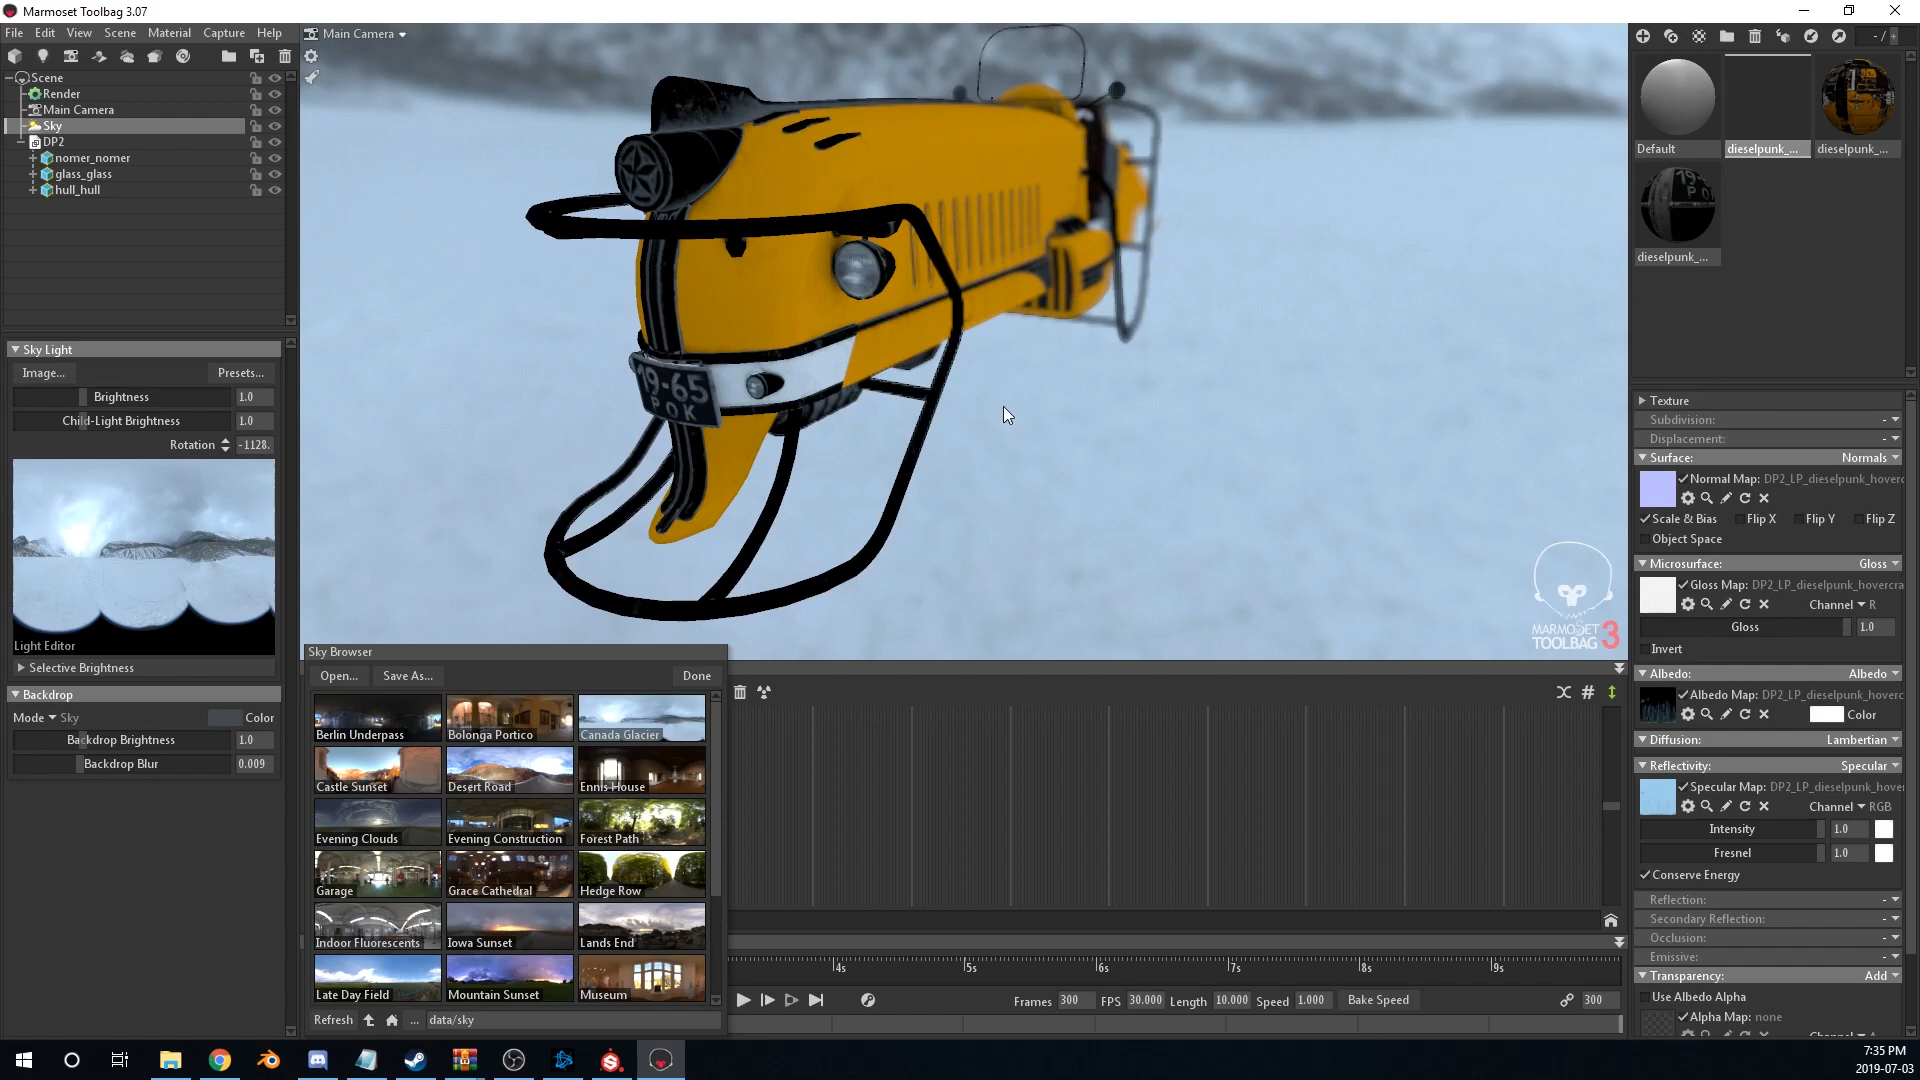 Marmoset Toolbag 3.07
File Edit View Scene Material Capture Help
Main Camera
- / +
Scene
Render
Main Camera
Sky
DP2
nomer_nomer
glass_glass
hull_hull
Default
dieselpunk_...
dieselpunk_...
dieselpunk_...
19-65
POK
Sky Light
Image...
Presets...
Brightness 1.0
Child-Light Brightness 1.0
Rotation -1128.
Light Editor
Selective Brightness
Backdrop
Mode Sky Color
Backdrop Brightness 1.0
Backdrop Blur 0.009
MARMOSET
TOOLBAG 3
Sky Browser
Open... Save As... Done
Berlin Underpass
Bolonga Portico
Canada Glacier
Castle Sunset
Desert Road
Ennis House
Evening Clouds
Evening Construction
Forest Path
Garage
Grace Cathedral
Hedge Row
Indoor Fluorescents
Iowa Sunset
Lands End
Late Day Field
Mountain Sunset
Museum
Refresh ... data/sky
4s 5s 6s 7s 8s 9s
Frames 300 FPS 30.000 Length 10.000 Speed 1.000 Bake Speed 300
Texture
Subdivision: -
Displacement: -
Surface: Normals
Normal Map: DP2_LP_dieselpunk_hoverc
Scale & Bias Flip X Flip Y Flip Z
Object Space
Microsurface: Gloss
Gloss Map: DP2_LP_dieselpunk_hovercra
Channel R
Gloss 1.0
Invert
Albedo: Albedo
Albedo Map: DP2_LP_dieselpunk_hoverc
Color
Diffusion: Lambertian
Reflectivity: Specular
Specular Map: DP2_LP_dieselpunk_hover
Channel RGB
Intensity 1.0
Fresnel 1.0
Conserve Energy
Reflection: -
Secondary Reflection: -
Occlusion: -
Emissive: -
Transparency: Add
Use Albedo Alpha
Alpha Map: none
7:35 PM
2019-07-03